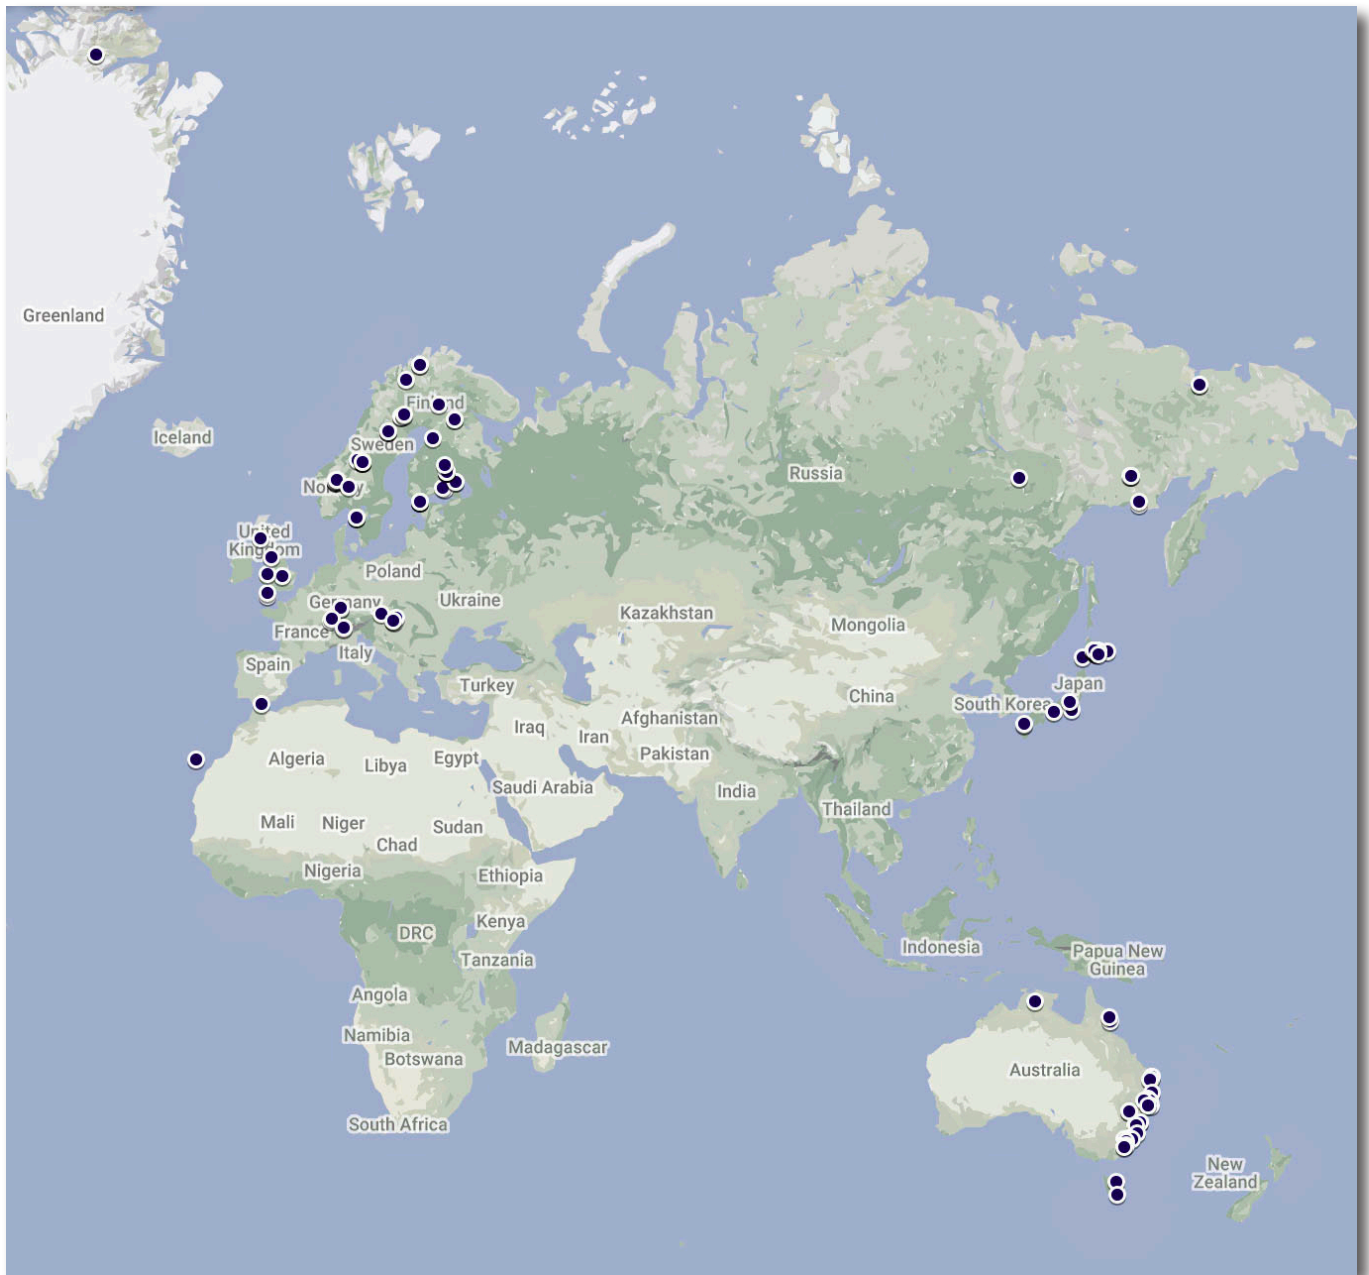 Greenland
Iceland
Finland
Sweden
Norway
Russia
United
Kingdom
Poland
Germany
Ukraine
Kazakhstan
Mongolia
France
Italy
Spain
Turkey
Japan
South Korea
China
Afghanistan
Iraq
Iran
Pakistan
Algeria
Libya
Egypt
Saudi Arabia
India
Thailand
Mali
Niger
Sudan
Chad
Nigeria
Ethiopia
Kenya
DRC
Tanzania
Indonesia
Papua New
Guinea
Angola
Namibia
Botswana
Madagascar
Australia
South Africa
New
Zealand